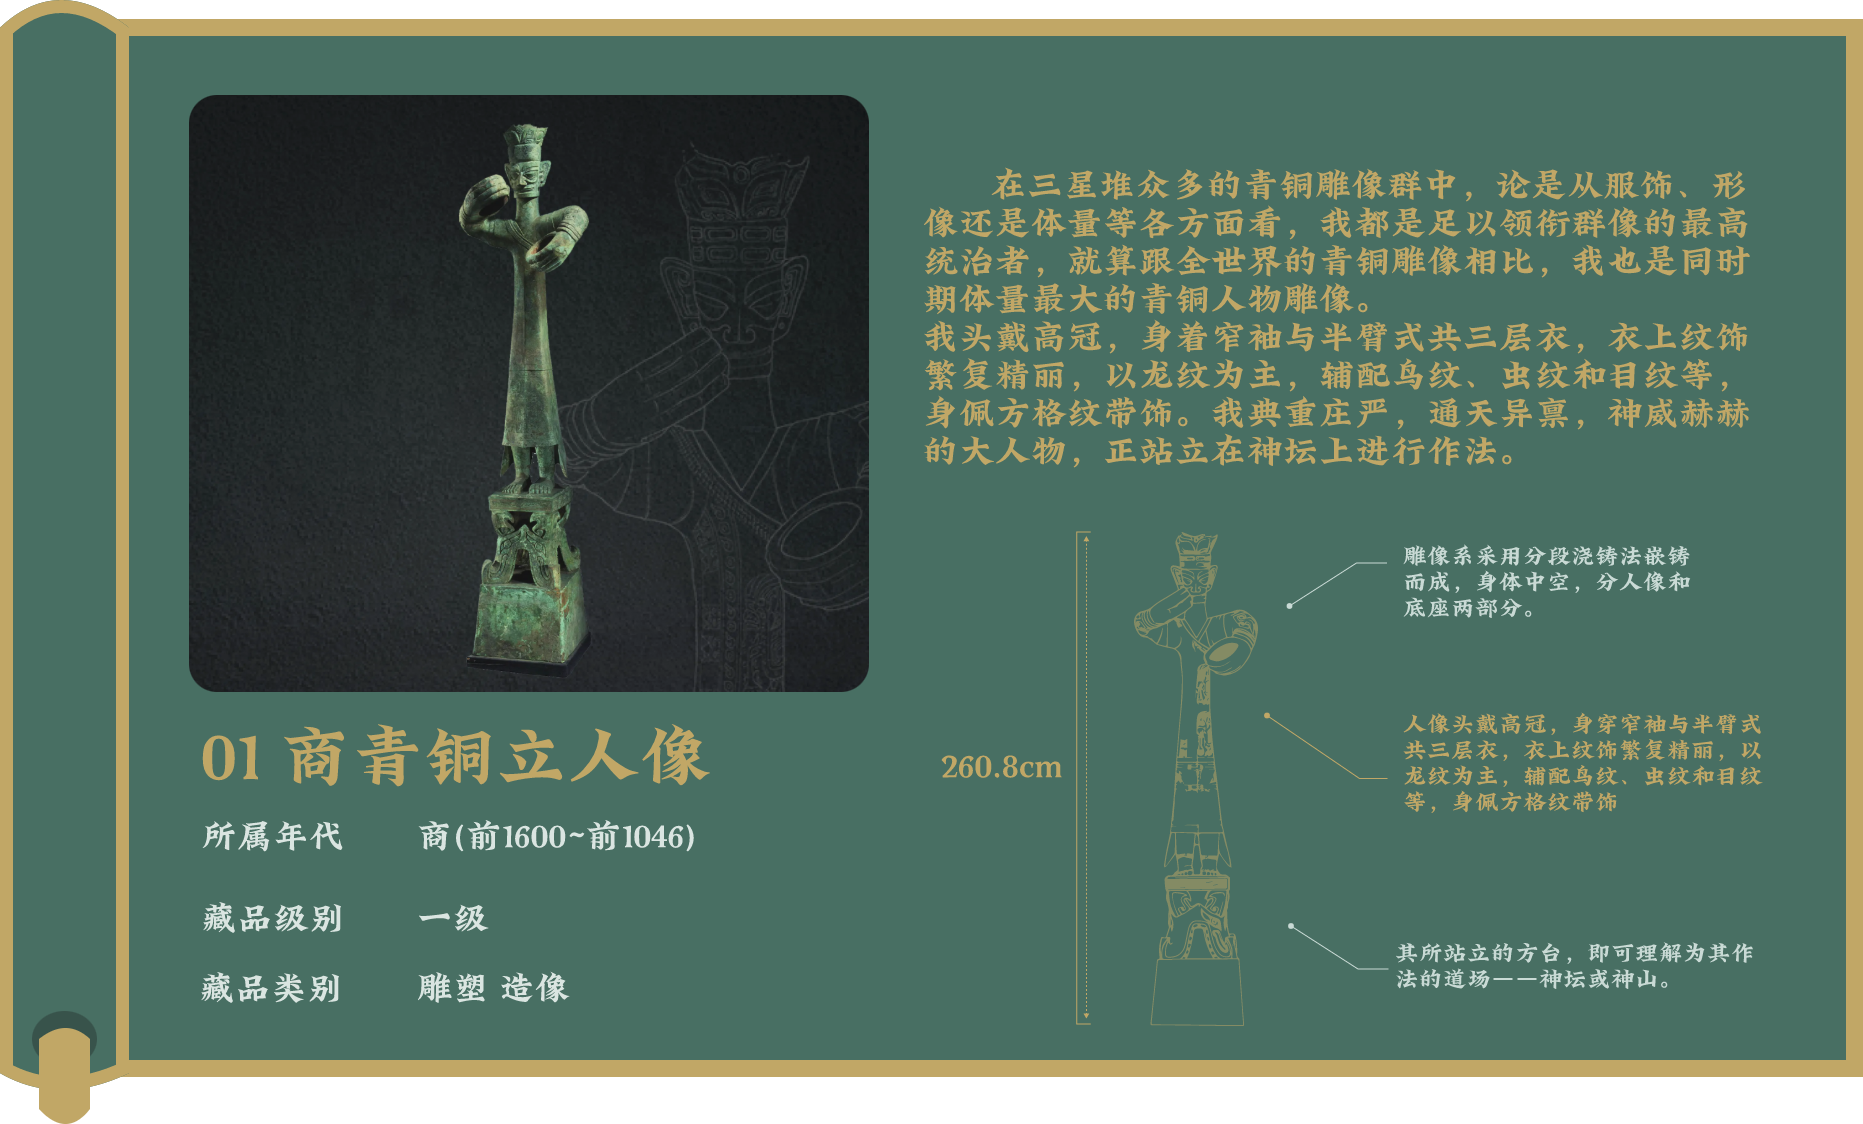 01 商青铜立人像
所属年代 商(前1600~前1046)
藏品级别 一级
藏品类别 雕塑 造像
在三星堆众多的青铜雕像群中，论是从服饰、形
像还是体量等各方面看，我都是足以领衔群像的最高
统治者，就算跟全世界的青铜雕像相比，我也是同时
期体量最大的青铜人物雕像。
我头戴高冠，身着窄袖与半臂式共三层衣，衣上纹饰
繁复精丽，以龙纹为主，辅配鸟纹、虫纹和目纹等，
身佩方格纹带饰。我典重庄严，通天异禀，神威赫赫
的大人物，正站立在神坛上进行作法。
260.8cm
雕像系采用分段浇铸法嵌铸
而成，身体中空，分人像和
底座两部分。
人像头戴高冠，身穿窄袖与半臂式
共三层衣，衣上纹饰繁复精丽，以
龙纹为主，辅配鸟纹、虫纹和目纹
等，身佩方格纹带饰
其所站立的方台，即可理解为其作
法的道场——神坛或神山。